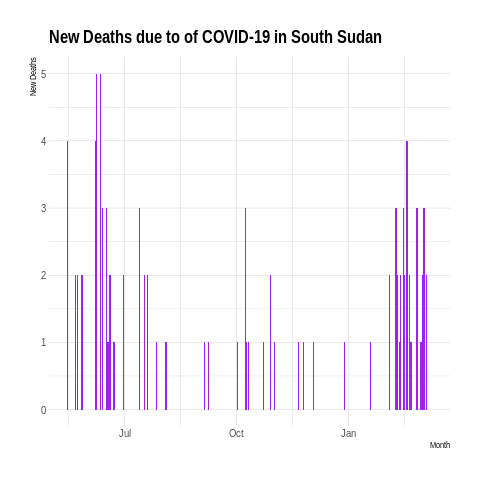 New Deaths due to of COVID-19 in South Sudan
New Deaths
5
4
3
2
1
0
Jul
Oct
Jan
Month